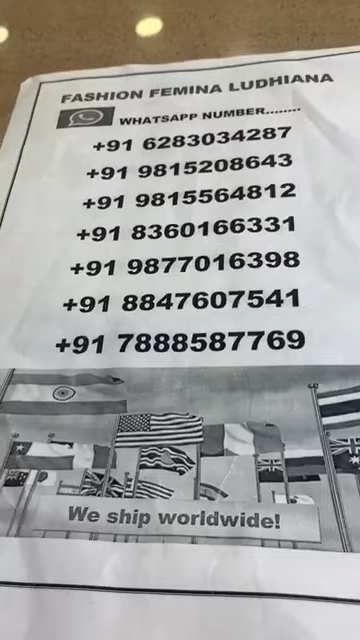 FASHION FEMINA LUDHIANA
WHATSAPP NUMBER........
+91 6283034287
+91 9815208643
+91 9815564812
+91 8360166331
+91 9877016398
+91 8847607541
+91 7888587769
We ship worldwide!